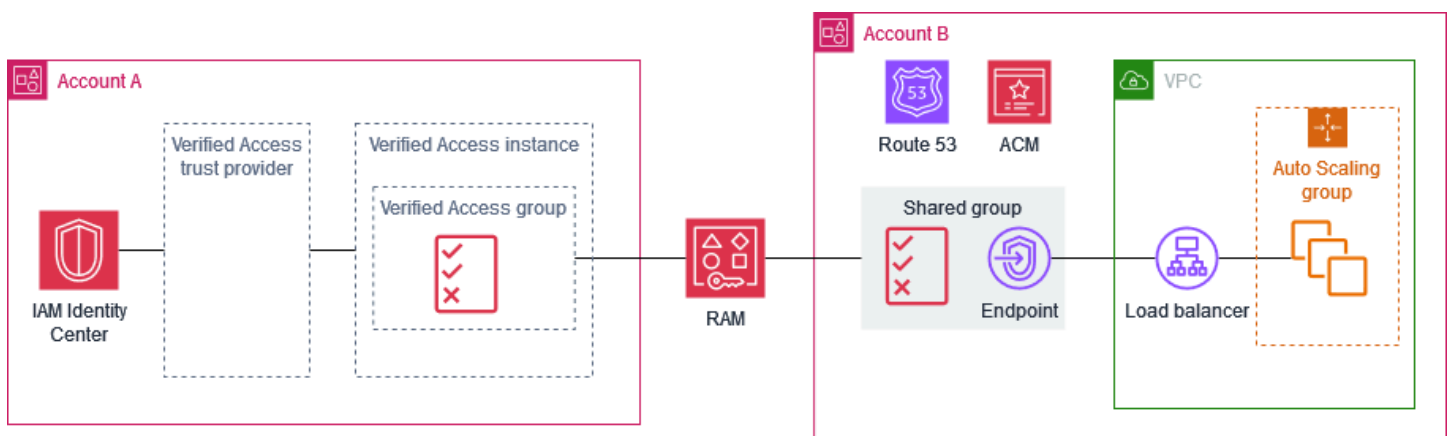 Account A
Verified Access
trust provider
Verified Access instance
Verified Access group
IAM Identity
Center
RAM
Account B
53
Route 53
ACM
Shared group
Endpoint
VPC
Load balancer
Auto Scaling
group